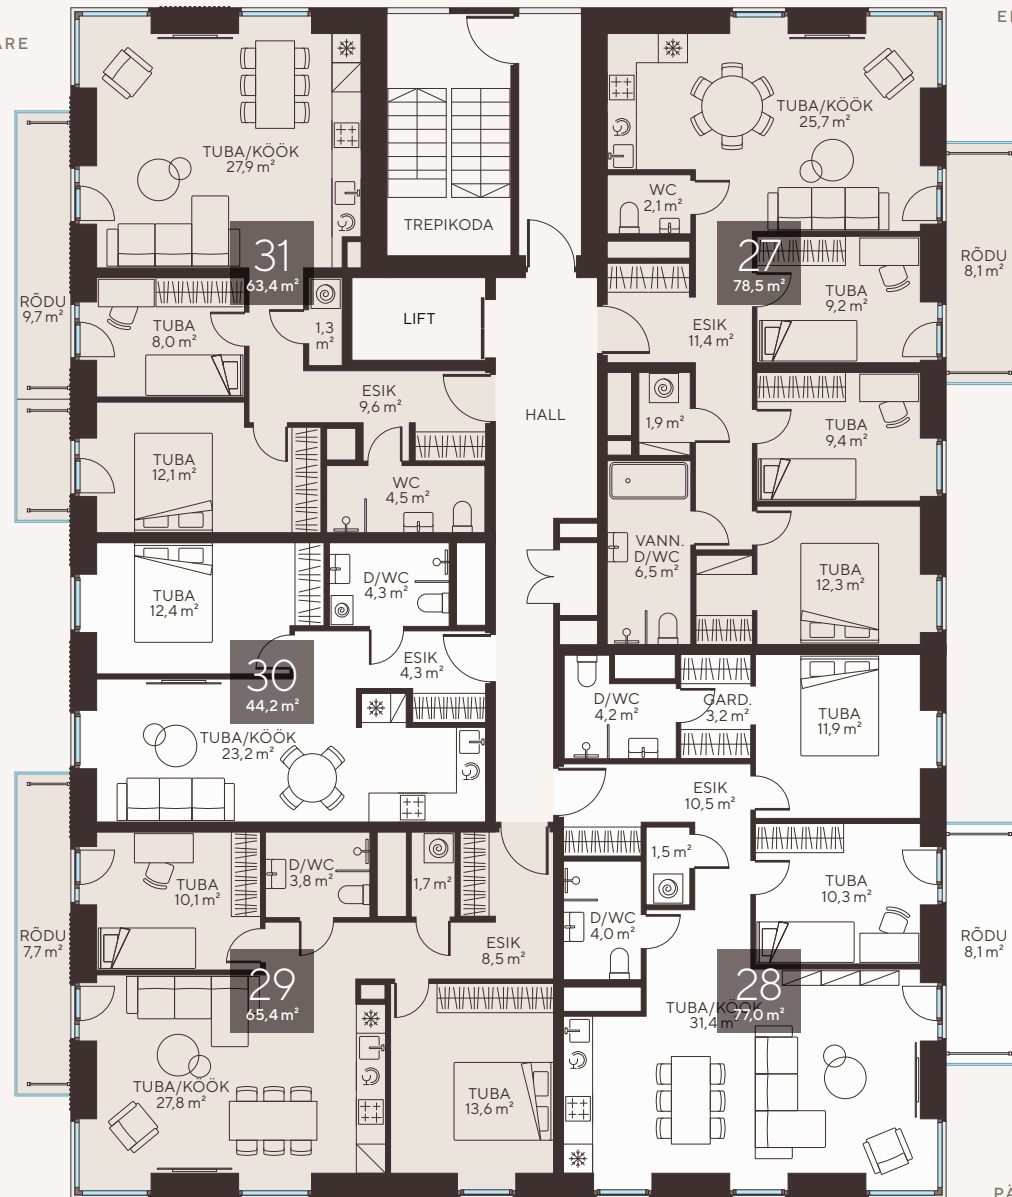 TUBA/KÖÖK
27,9 m²
31
63,4 m²
RÕDU
9,7 m²
TUBA
8,0 m²
1,3
m²
ESIK
9,6 m²
TUBA
12,1 m²
WC
4,5 m²
TREPIKODA
LIFT
HALL
TUBA/KÖÖK
25,7 m²
WC
2,1 m²
27
78,5 m²
RÕDU
8,1 m²
TUBA
9,2 m²
ESIK
11,4 m²
1,9 m²
TUBA
9,4 m²
VANN.
D/WC
6,5 m²
TUBA
12,3 m²
TUBA
12,4 m²
D/WC
4,3 m²
ESIK
4,3 m²
30
44,2 m²
TUBA/KÖÖK
23,2 m²
D/WC
4,2 m²
GARD.
3,2 m²
TUBA
11,9 m²
ESIK
10,5 m²
1,5 m²
TUBA
10,3 m²
D/WC
4,0 m²
RÕDU
8,1 m²
28
77,0 m²
TUBA/KÖÖK
31,4 m
TUBA
10,1 m²
D/WC
3,8 m²
1,7 m²
ESIK
8,5 m²
RÕDU
7,7 m²
29
65,4 m²
TUBA/KÖÖK
27,8 m²
TUBA
13,6 m²